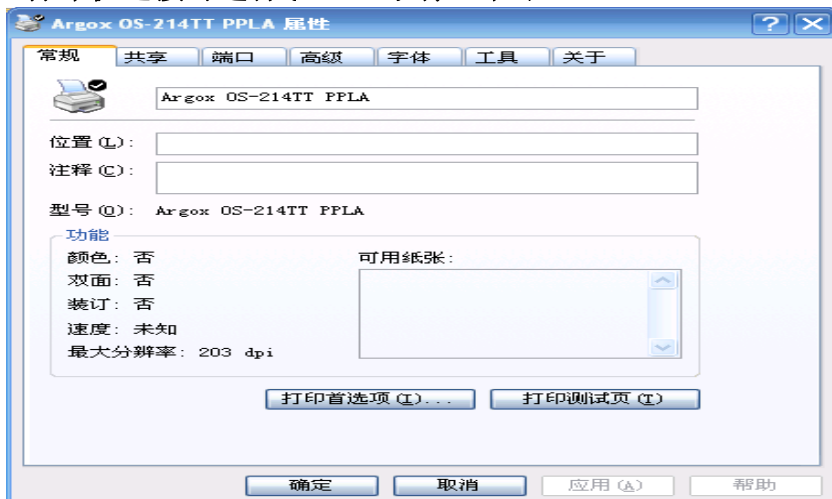 Argox OS-214TT PPLA 属性
常规 共享 端口 高级 字体 工具 关于
Argox OS-214TT PPLA
位置(L):
注释(C):
型号(O): Argox OS-214TT PPLA
功能
颜色: 否 可用纸张:
双面: 否
装订: 否
速度: 未知
最大分辨率: 203 dpi
打印首选项(I)... 打印测试页(T)
确定 取消 应用(A) 帮助